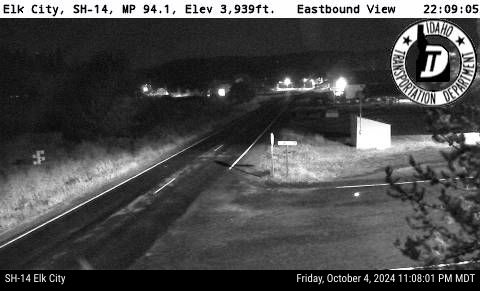 Elk City, SH-14, MP 94.1, Elev 3,939ft. Eastbound View 22:09:05
IDAHO
TRANSPORTATION DEPARTMENT
SH-14 Elk City Friday, October 4, 2024 11:08:01 PM MDT